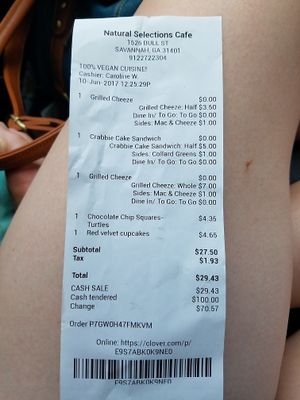 Natural Selections Cafe
1526 BULL ST
SAVANNAH, GA 31401
9122722304
100% VEGAN CUISINE!
Cashier: Caroline W.
10-Jun-2017 12:25:29P
1 Grilled Cheeze $0.00
Grilled Cheeze: Half $3.50
Dine In/ To Go: To Go $0.00
Sides: Mac & Cheeze $1.00
1 Crabbie Cake Sandwich $0.00
Crabbie Cake Sandwich: Half $5.00
Sides: Collard Greens $1.00
Dine In/ To Go: To Go $0.00
1 Grilled Cheeze $0.00
Grilled Cheeze: Whole $7.00
Sides: Mac & Cheeze $1.00
Dine In/ To Go: To Go $0.00
1 Chocolate Chip Squares- $4.35
Turtles
1 Red velvet cupcakes $4.65
Subtotal $27.50
Tax $1.93
Total $29.43
CASH SALE $29.43
Cash tendered $100.00
Change $70.57
Order P7GW0H47FMKVM
Online: https://clover.com/p/
E9S7ABK0K9NE0
E9S7ABK0K9NE0